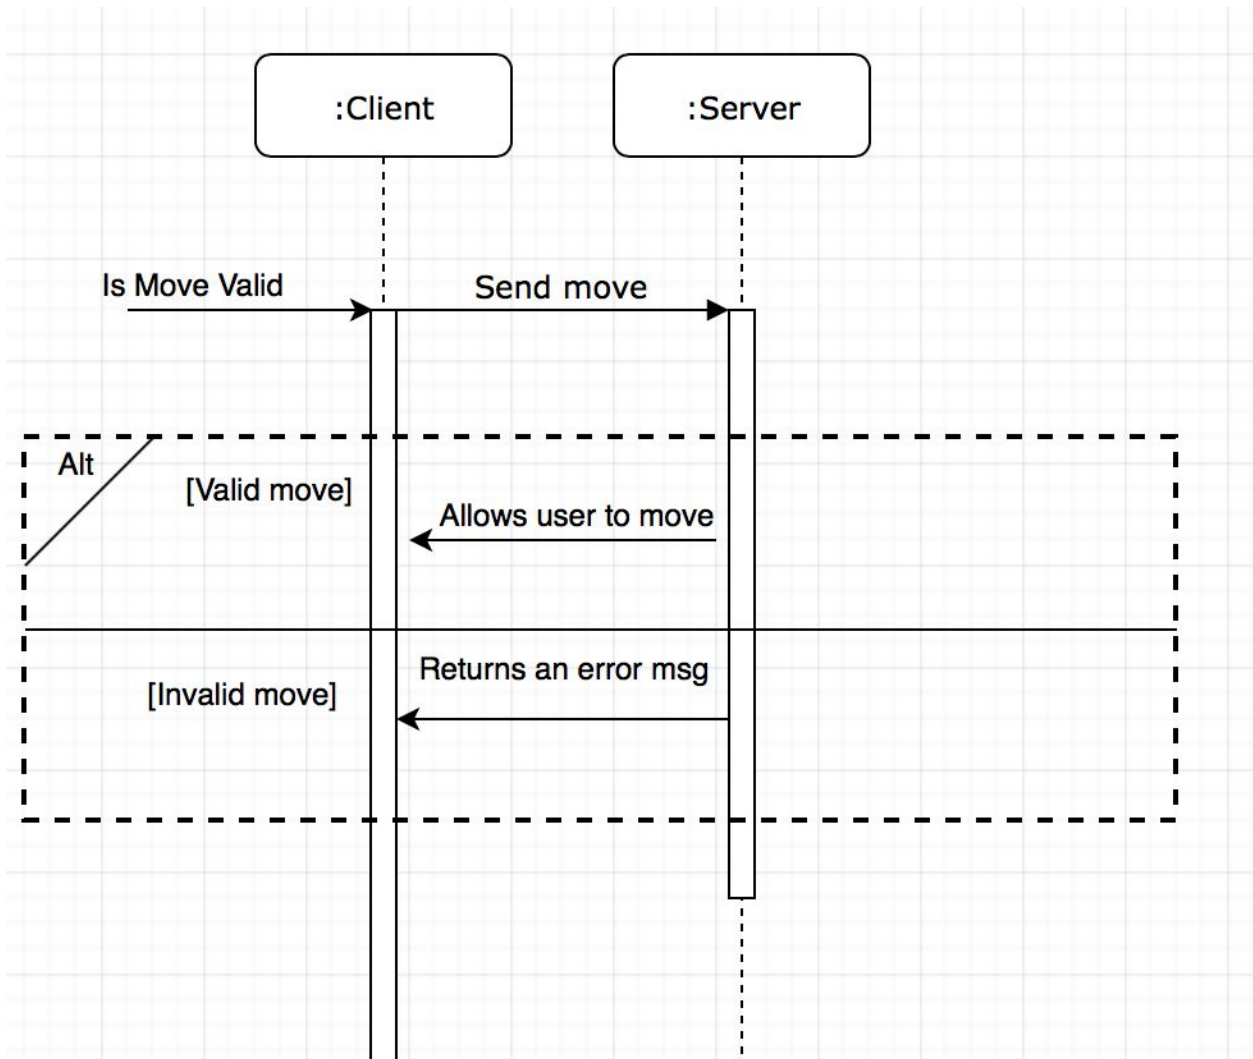 :Client
:Server
Is Move Valid
Send move
Alt
[Valid move]
Allows user to move
Returns an error msg
[Invalid move]